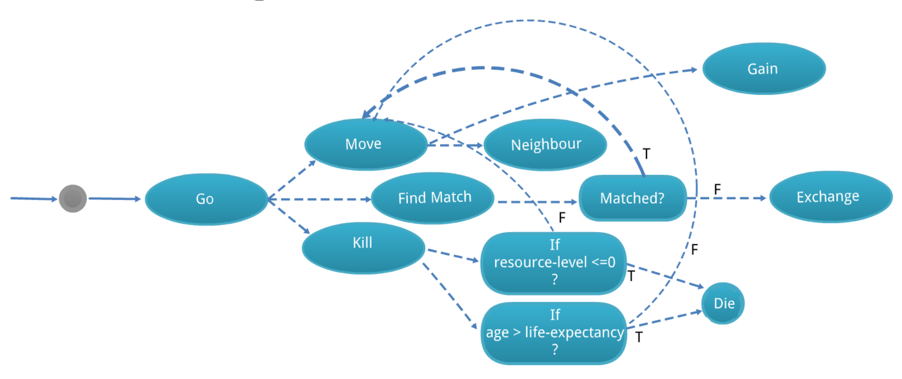 Gain
Move
Neighbour
T
Go
Find Match
Matched?
F
Exchange
F
Kill
If
resource-level <=0
?
T
F
Die
If
age > life-expectancy
?
T